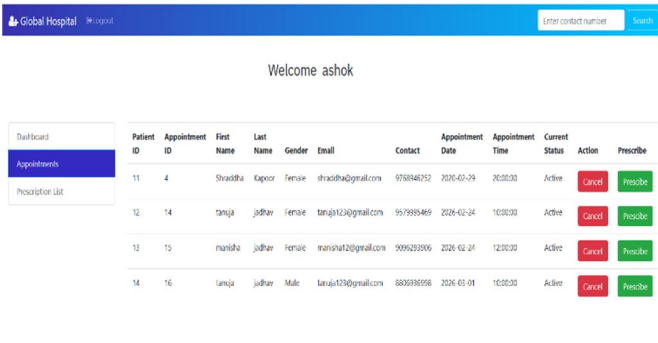 Global Hospital Logout Enter contact number Search
Welcome ashok
Dashboard
Appointments
Prescription List
Patient ID Appointment ID First Name Last Name Gender Email Contact Appointment Date Appointment Time Current Status Action Prescribe
11 4 Shraddha Kapoor Female shraddha@gmail.com 9768946252 2020-02-29 20:00:00 Active Cancel Prescibe
12 14 tanuja jadhav Female tanuja123@gmail.com 9579995469 2026-02-24 10:00:00 Active Cancel Prescibe
13 15 manisha jadhav Female manisha12@gmail.com 9096293906 2026-02-24 12:00:00 Active Cancel Prescibe
14 16 tanuja jadhav Male tanuja123@gmail.com 8806936998 2026-03-01 10:00:00 Active Cancel Prescibe